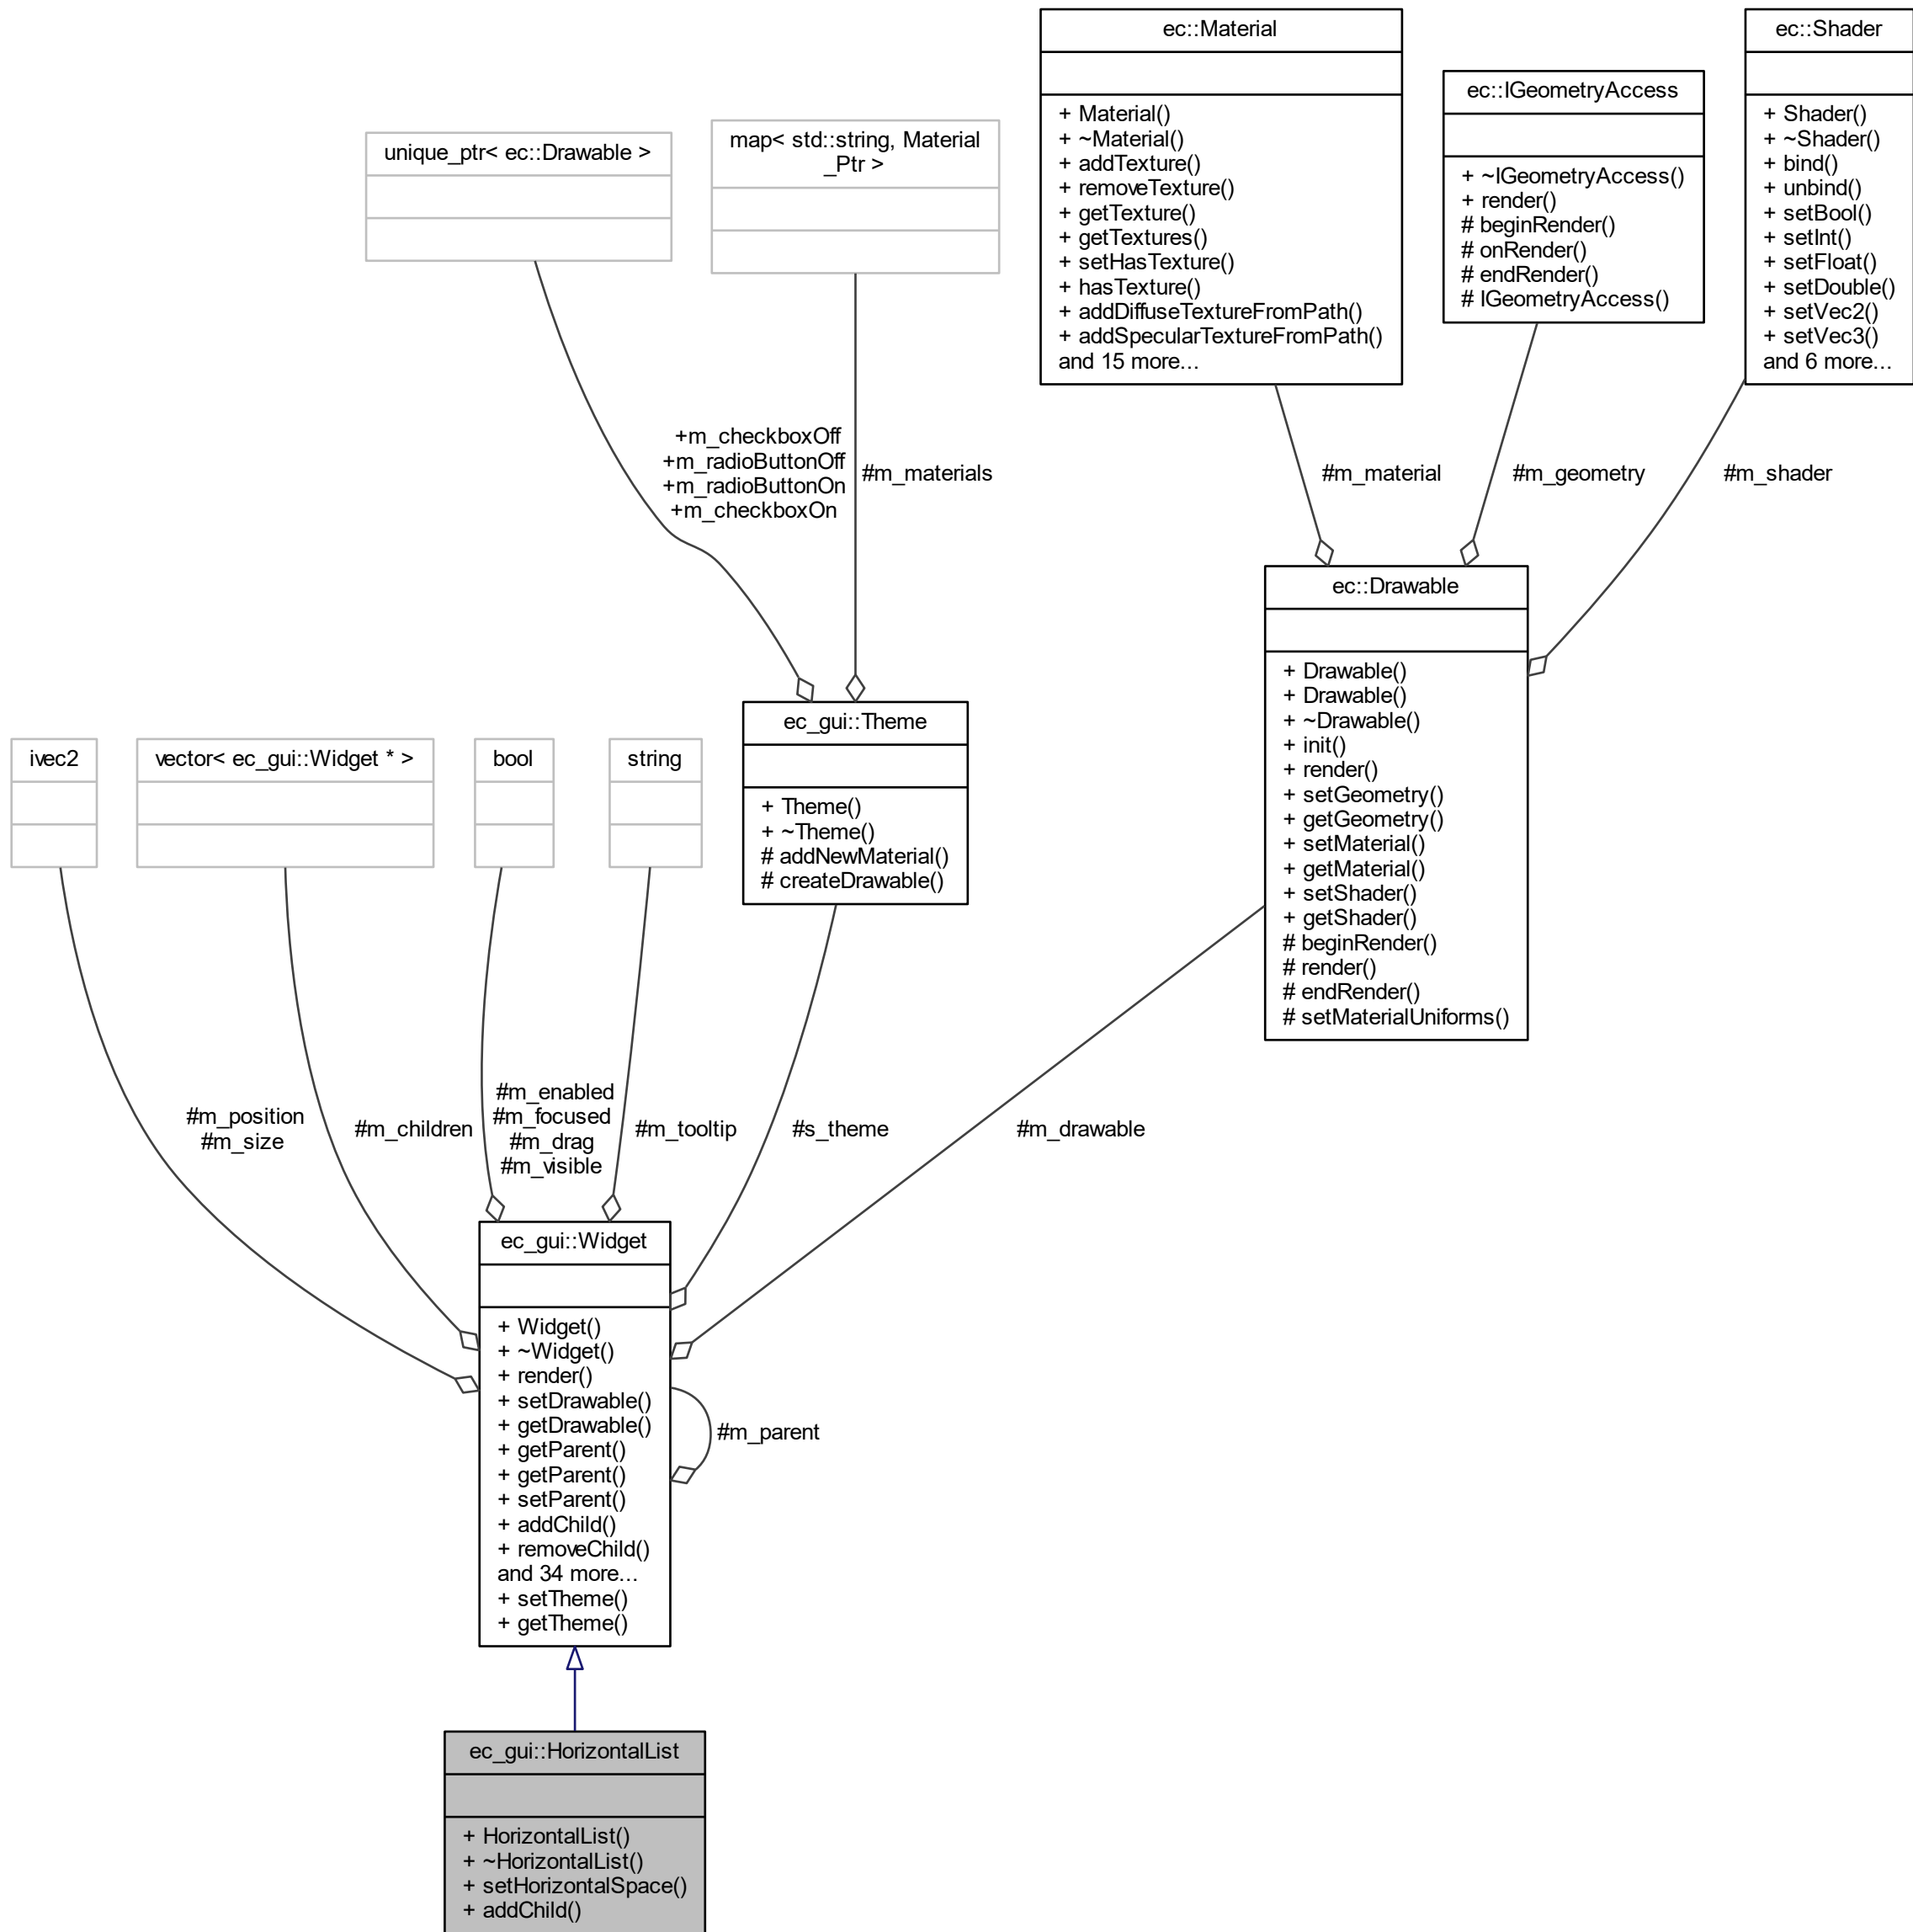 ec::Material
+ Material()
+ ~Material()
+ addTexture()
+ removeTexture()
+ getTexture()
+ getTextures()
+ setHasTexture()
+ hasTexture()
+ addDiffuseTextureFromPath()
+ addSpecularTextureFromPath()
and 15 more...
ec::IGeometryAccess
+ ~IGeometryAccess()
+ render()
# beginRender()
# onRender()
# endRender()
# IGeometryAccess()
ec::Shader
+ Shader()
+ ~Shader()
+ bind()
+ unbind()
+ setBool()
+ setInt()
+ setFloat()
+ setDouble()
+ setVec2()
+ setVec3()
and 6 more...
unique_ptr< ec::Drawable >
map< std::string, Material
_Ptr >
+m_checkboxOff
+m_radioButtonOff
+m_radioButtonOn
+m_checkboxOn
#m_materials
#m_material
#m_geometry
#m_shader
ec::Drawable
+ Drawable()
+ Drawable()
+ ~Drawable()
+ init()
+ render()
+ setGeometry()
+ getGeometry()
+ setMaterial()
+ getMaterial()
+ setShader()
+ getShader()
# beginRender()
# render()
# endRender()
# setMaterialUniforms()
ivec2
vector< ec_gui::Widget * >
bool
string
ec_gui::Theme
+ Theme()
+ ~Theme()
# addNewMaterial()
# createDrawable()
#m_position
#m_size
#m_children
#m_enabled
#m_focused
#m_drag
#m_visible
#m_tooltip
#s_theme
#m_drawable
ec_gui::Widget
+ Widget()
+ ~Widget()
+ render()
+ setDrawable()
+ getDrawable()
+ getParent()
+ getParent()
+ setParent()
+ addChild()
+ removeChild()
and 34 more...
+ setTheme()
+ getTheme()
#m_parent
ec_gui::HorizontalList
+ HorizontalList()
+ ~HorizontalList()
+ setHorizontalSpace()
+ addChild()